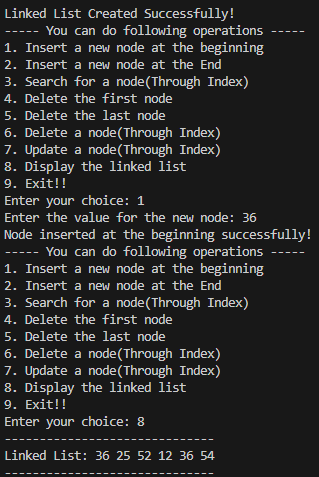 Linked List Created Successfully!
----- You can do following operations -----
1. Insert a new node at the beginning
2. Insert a new node at the End
3. Search for a node(Through Index)
4. Delete the first node
5. Delete the last node
6. Delete a node(Through Index)
7. Update a node(Through Index)
8. Display the linked list
9. Exit!!
Enter your choice: 1
Enter the value for the new node: 36
Node inserted at the beginning successfully!
----- You can do following operations -----
1. Insert a new node at the beginning
2. Insert a new node at the End
3. Search for a node(Through Index)
4. Delete the first node
5. Delete the last node
6. Delete a node(Through Index)
7. Update a node(Through Index)
8. Display the linked list
9. Exit!!
Enter your choice: 8
------------------------------
Linked List: 36 25 52 12 36 54
------------------------------